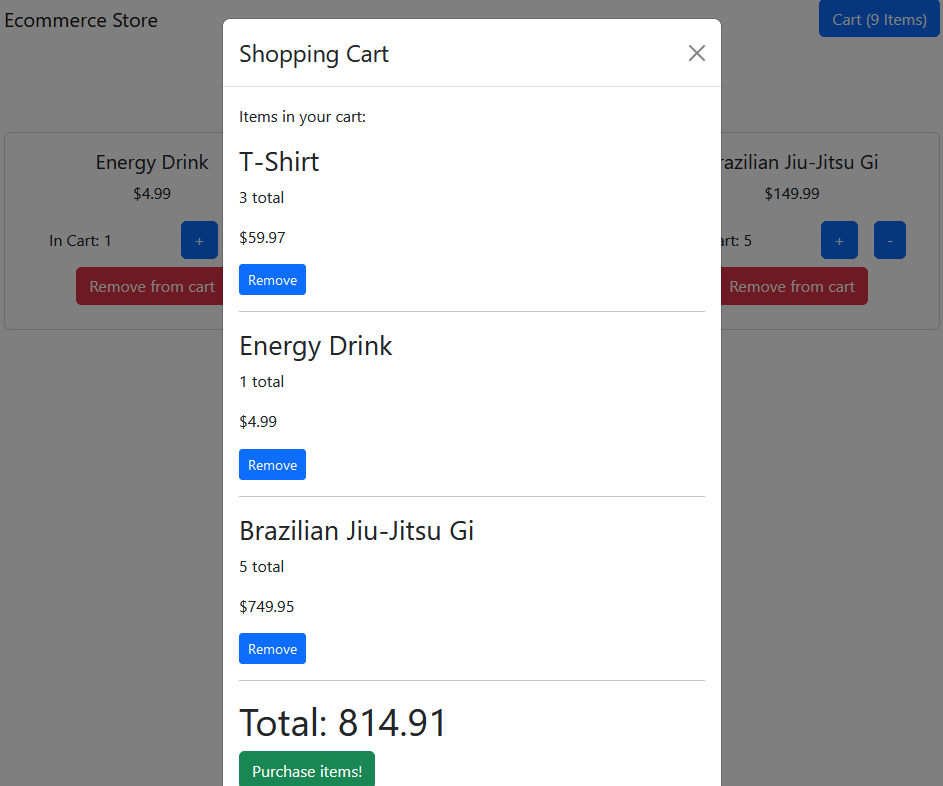 Ecommerce Store
Cart (9 Items)
Shopping Cart
Items in your cart:
T-Shirt
3 total
$59.97
Remove
Energy Drink
1 total
$4.99
Remove
Brazilian Jiu-Jitsu Gi
5 total
$749.95
Remove
Total: 814.91
Purchase items!
Energy Drink
$4.99
In Cart: 1
+
Remove from cart
razilian Jiu-Jitsu Gi
$149.99
art: 5
+
-
Remove from cart